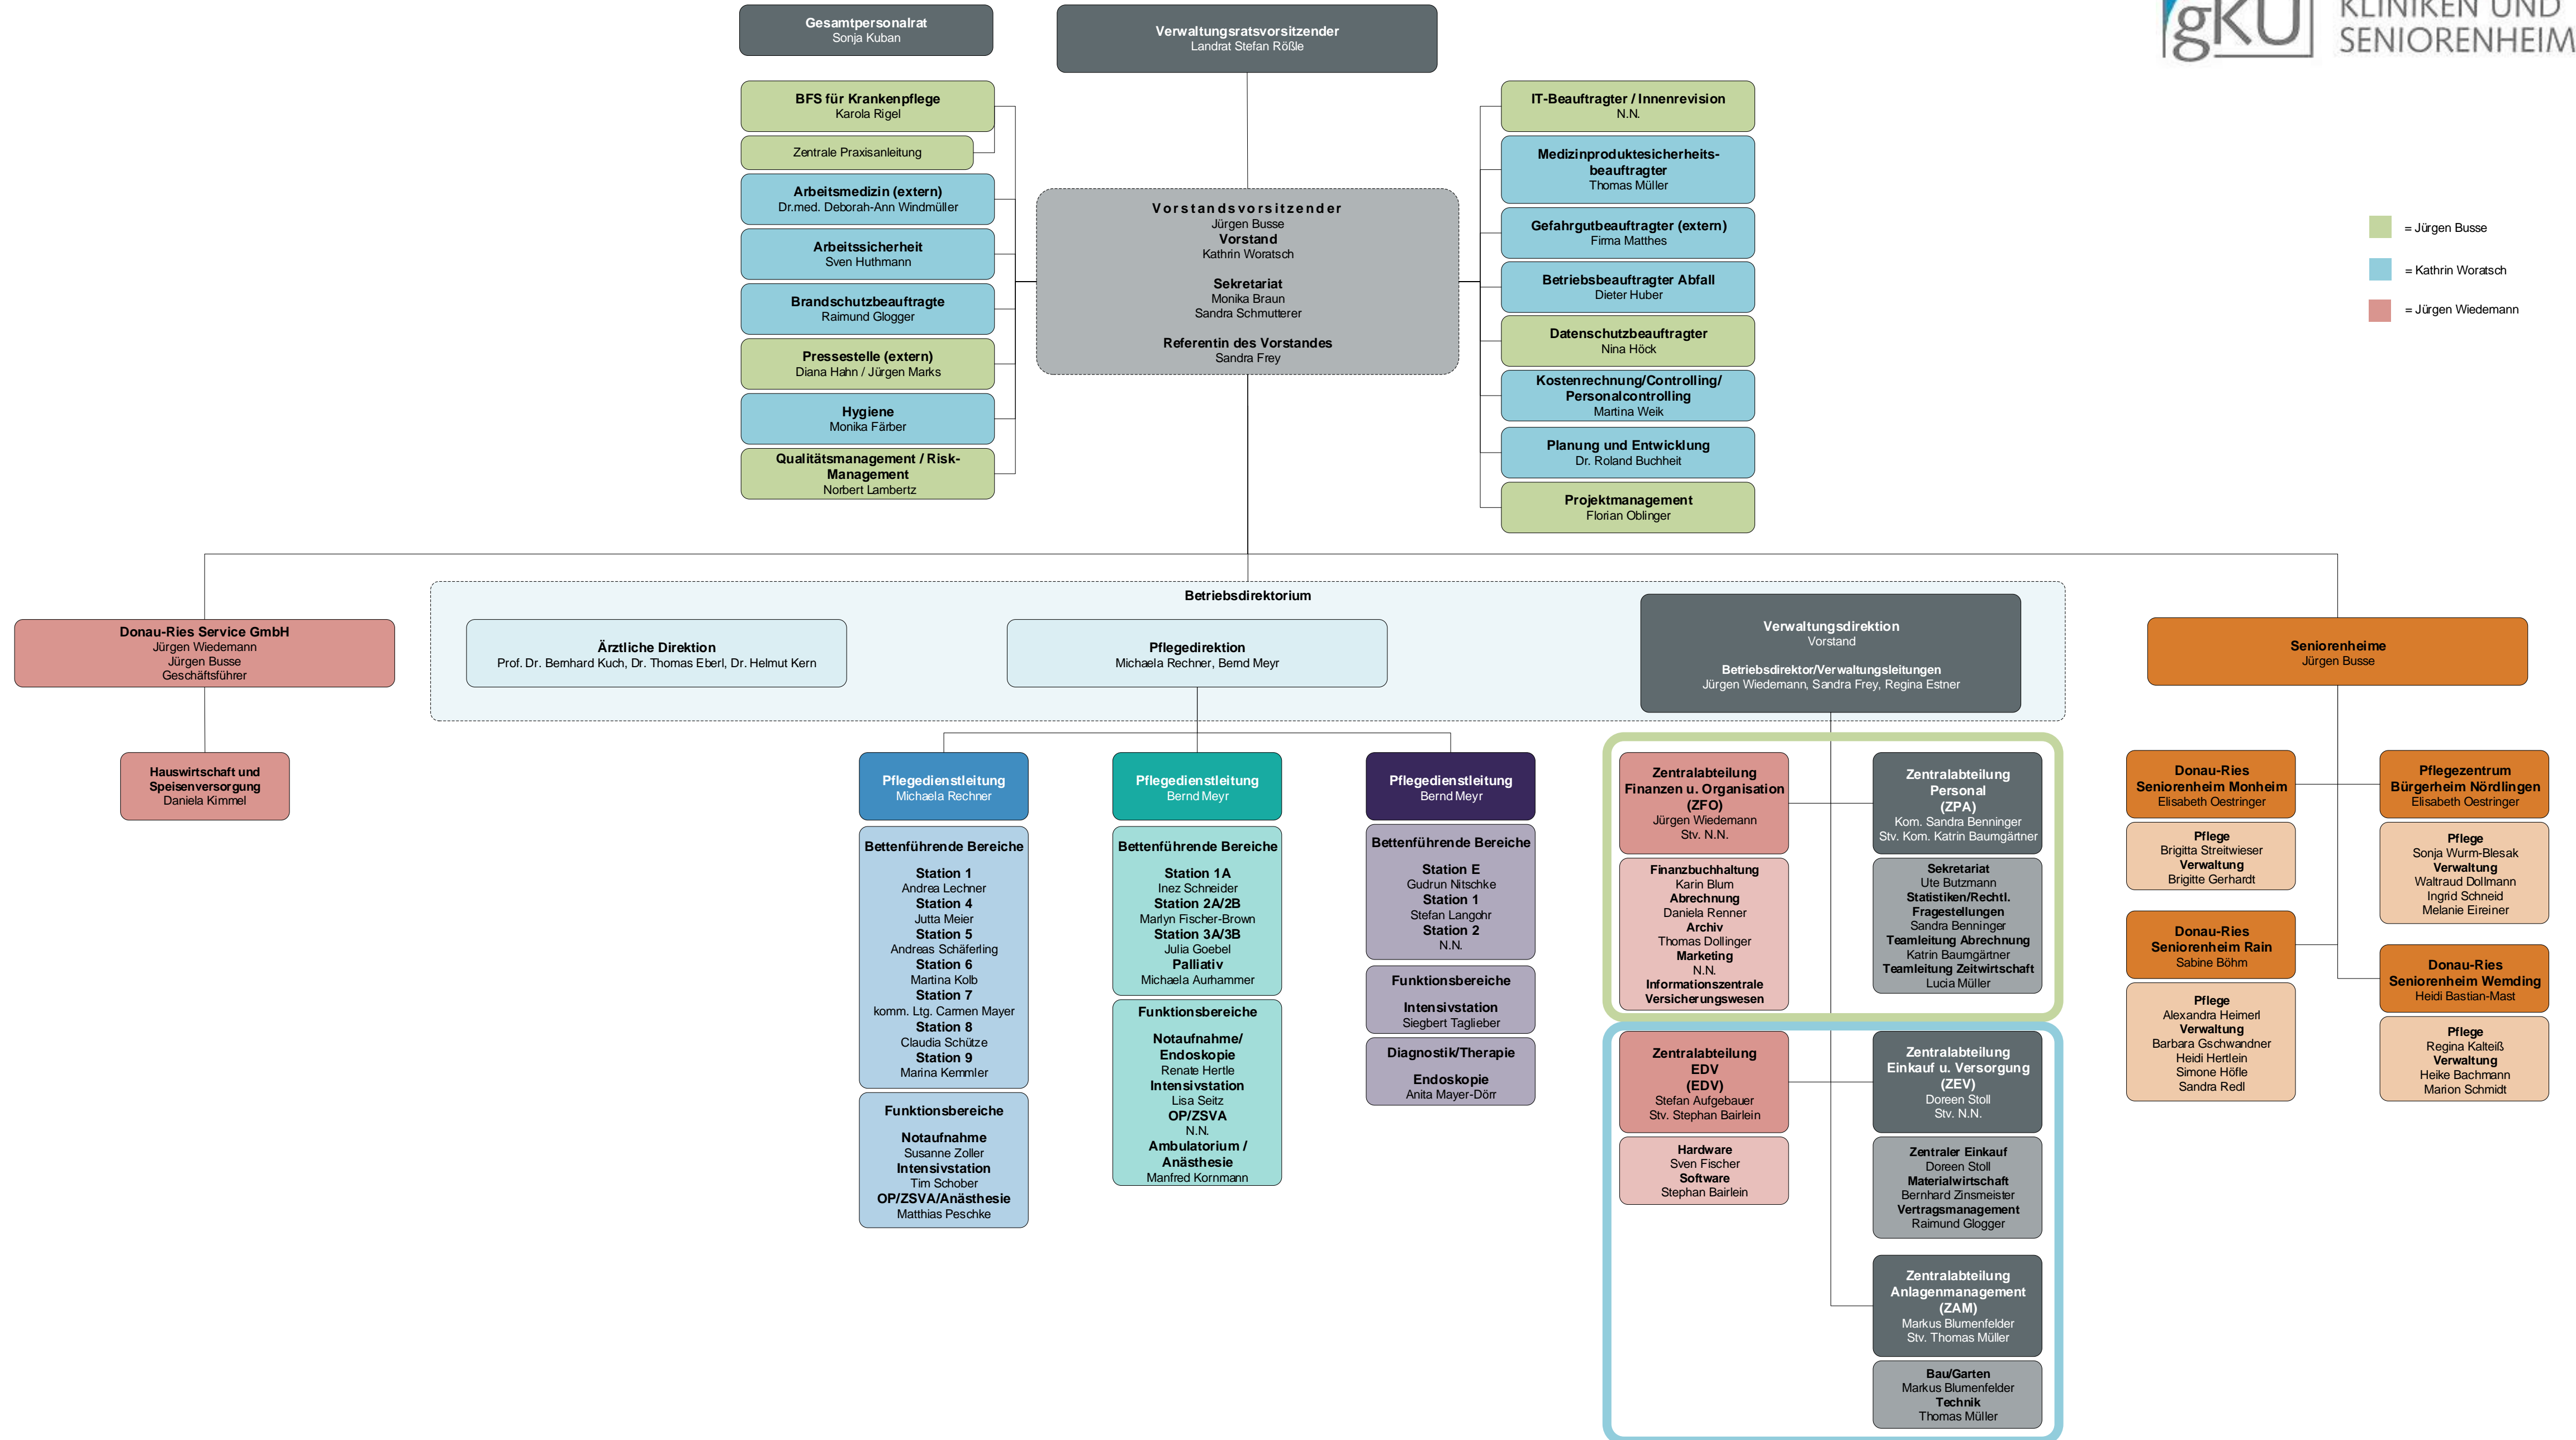 Gesamtpersonalrat
Sonja Kuban
Verwaltungsratsvorsitzender
Landrat Stefan Rößle
gKU
KLINIKEN UND
SENIORENHEIM
BFS für Krankenpflege
Karola Rigel
Zentrale Praxisanleitung
Arbeitsmedizin (extern)
Dr.med. Deborah-Ann Windmüller
Arbeitssicherheit
Sven Huthmann
Brandschutzbeauftragte
Raimund Glogger
Pressestelle (extern)
Diana Hahn / Jürgen Marks
Hygiene
Monika Färber
Qualitätsmanagement / Risk-
Management
Norbert Lambertz
Vorstandsvorsitzender
Jürgen Busse
Vorstand
Kathrin Woratsch
Sekretariat
Monika Braun
Sandra Schmutterer
Referentin des Vorstandes
Sandra Frey
IT-Beauftragter / Innenrevision
N.N.
Medizinproduktesicherheits-
beauftragter
Thomas Müller
Gefahrgutbeauftragter (extern)
Firma Matthes
Betriebsbeauftragter Abfall
Dieter Huber
Datenschutzbeauftragter
Nina Höck
Kostenrechnung/Controlling/
Personalcontrolling
Martina Weik
Planung und Entwicklung
Dr. Roland Buchheit
Projektmanagement
Florian Oblinger
= Jürgen Busse
= Kathrin Woratsch
= Jürgen Wiedemann
Donau-Ries Service GmbH
Jürgen Wiedemann
Jürgen Busse
Geschäftsführer
Hauswirtschaft und
Speisenversorgung
Daniela Kimmel
Betriebsdirektorium
Ärztliche Direktion
Prof. Dr. Bernhard Kuch, Dr. Thomas Eberl, Dr. Helmut Kern
Pflegedirektion
Michaela Rechner, Bernd Meyr
Verwaltungsdirektion
Vorstand
Betriebsdirektor/Verwaltungsleitungen
Jürgen Wiedemann, Sandra Frey, Regina Estner
Seniorenheime
Jürgen Busse
Pflegedienstleitung
Michaela Rechner
Bettenführende Bereiche
Station 1
Andrea Lechner
Station 4
Jutta Meier
Station 5
Andreas Schäferling
Station 6
Martina Kolb
Station 7
komm. Ltg. Carmen Mayer
Station 8
Claudia Schütze
Station 9
Marina Kemmler
Funktionsbereiche
Notaufnahme
Susanne Zoller
Intensivstation
Tim Schober
OP/ZSVA/Anästhesie
Matthias Peschke
Pflegedienstleitung
Bernd Meyr
Bettenführende Bereiche
Station 1A
Inez Schneider
Station 2A/2B
Marlyn Fischer-Brown
Station 3A/3B
Julia Goebel
Palliativ
Michaela Aurhammer
Funktionsbereiche
Notaufnahme/
Endoskopie
Renate Hertle
Intensivstation
Lisa Seitz
OP/ZSVA
N.N.
Ambulatorium /
Anästhesie
Manfred Kornmann
Pflegedienstleitung
Bernd Meyr
Bettenführende Bereiche
Station E
Gudrun Nitschke
Station 1
Stefan Langohr
Station 2
N.N.
Funktionsbereiche
Intensivstation
Siegbert Taglieber
Diagnostik/Therapie
Endoskopie
Anita Mayer-Dörr
Zentralabteilung
Finanzen u. Organisation
(ZFO)
Jürgen Wiedemann
Stv. N.N.
Finanzbuchhaltung
Karin Blum
Abrechnung
Daniela Renner
Archiv
Thomas Dollinger
Marketing
N.N.
Informationszentrale
Versicherungswesen
Zentralabteilung
Personal
(ZPA)
Kom. Sandra Benninger
Stv. Kom. Katrin Baumgärtner
Sekretariat
Ute Butzmann
Statistiken/Rechtl.
Fragestellungen
Sandra Benninger
Teamleitung Abrechnung
Katrin Baumgärtner
Teamleitung Zeitwirtschaft
Lucia Müller
Zentralabteilung
EDV
(EDV)
Stefan Aufgebauer
Stv. Stephan Bairlein
Hardware
Sven Fischer
Software
Stephan Bairlein
Zentralabteilung
Einkauf u. Versorgung
(ZEV)
Doreen Stoll
Stv. N.N.
Zentraler Einkauf
Doreen Stoll
Materialwirtschaft
Bernhard Zinsmeister
Vertragsmanagement
Raimund Glogger
Zentralabteilung
Anlagenmanagement
(ZAM)
Markus Blumenfelder
Stv. Thomas Müller
Bau/Garten
Markus Blumenfelder
Technik
Thomas Müller
Donau-Ries
Seniorenheim Monheim
Elisabeth Oestringer
Pflege
Brigitta Streitwieser
Verwaltung
Brigitte Gerhardt
Donau-Ries
Seniorenheim Rain
Sabine Böhm
Pflege
Alexandra Heimerl
Verwaltung
Barbara Gschwandner
Heidi Hertlein
Simone Höfle
Sandra Redl
Pflegezentrum
Bürgerheim Nördlingen
Elisabeth Oestringer
Pflege
Sonja Wurm-Blesak
Verwaltung
Waltraud Dollmann
Ingrid Schneid
Melanie Eireiner
Donau-Ries
Seniorenheim Wemding
Heidi Bastian-Mast
Pflege
Regina Kalteiß
Verwaltung
Heike Bachmann
Marion Schmidt